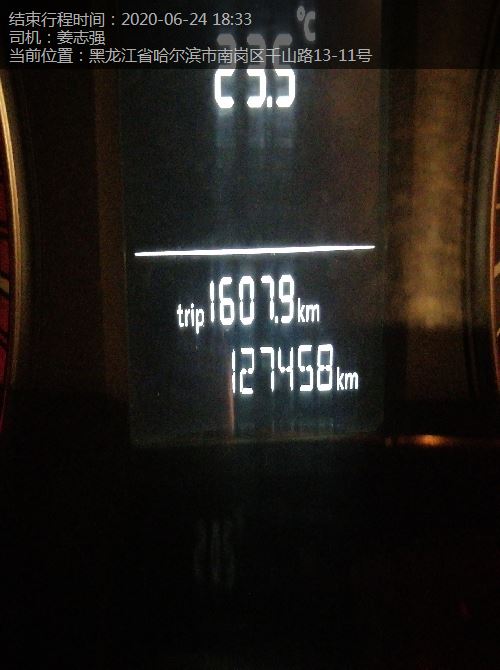 结束行程时间：2020-06-24 18:33
司机：姜志强
当前位置：黑龙江省哈尔滨市南岗区千山路13-11号
23.5 °C
trip 1607.9 km
127458 km